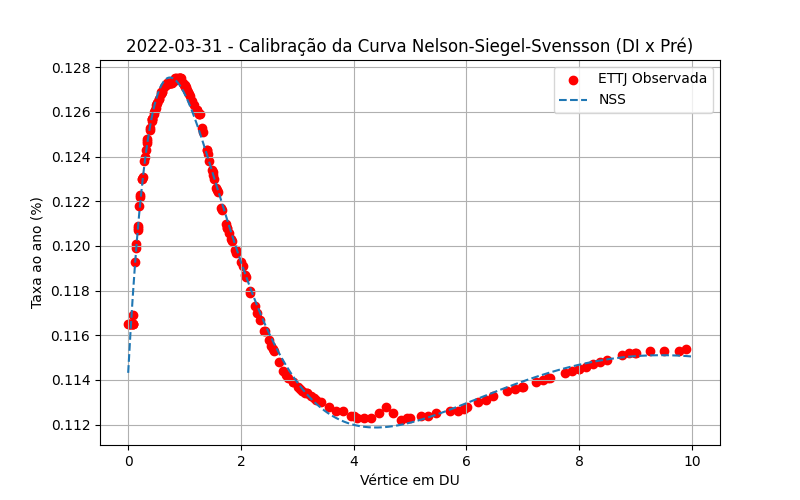 2022-03-31 - Calibração da Curva Nelson-Siegel-Svensson (DI x Pré)
ETTJ Observada
NSS
Taxa ao ano (%)
0.128
0.126
0.124
0.122
0.120
0.118
0.116
0.114
0.112
0 2 4 6 8 10
Vértice em DU